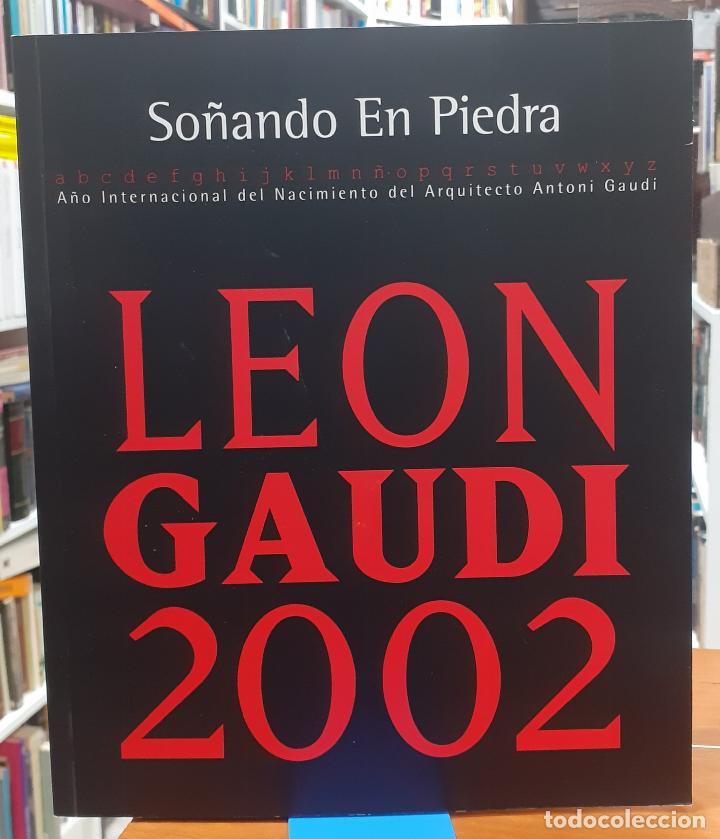 Soñando En Piedra
a b c d e f g h i j k l m n ñ o p q r s t u v w x y z
Año Internacional del Nacimiento del Arquitecto Antoni Gaudi
LEON
GAUDI
2002
todocoleccion